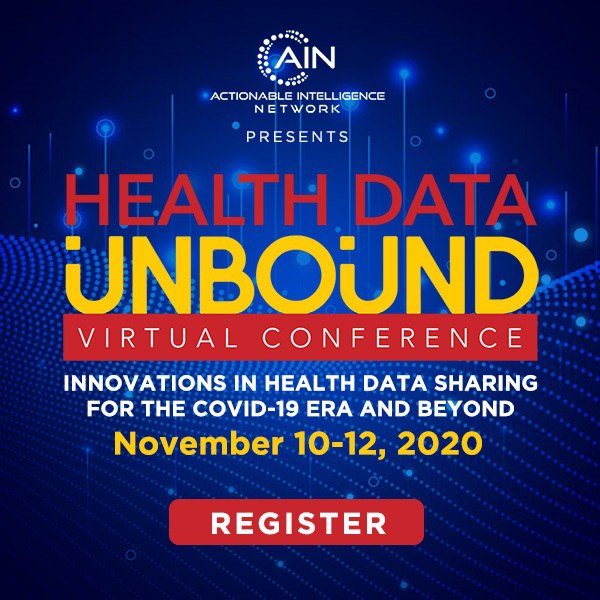 AIN
ACTIONABLE INTELLIGENCE
NETWORK
PRESENTS
HEALTH DATA
UNBOUND
VIRTUAL CONFERENCE
INNOVATIONS IN HEALTH DATA SHARING
FOR THE COVID-19 ERA AND BEYOND
November 10-12, 2020
REGISTER